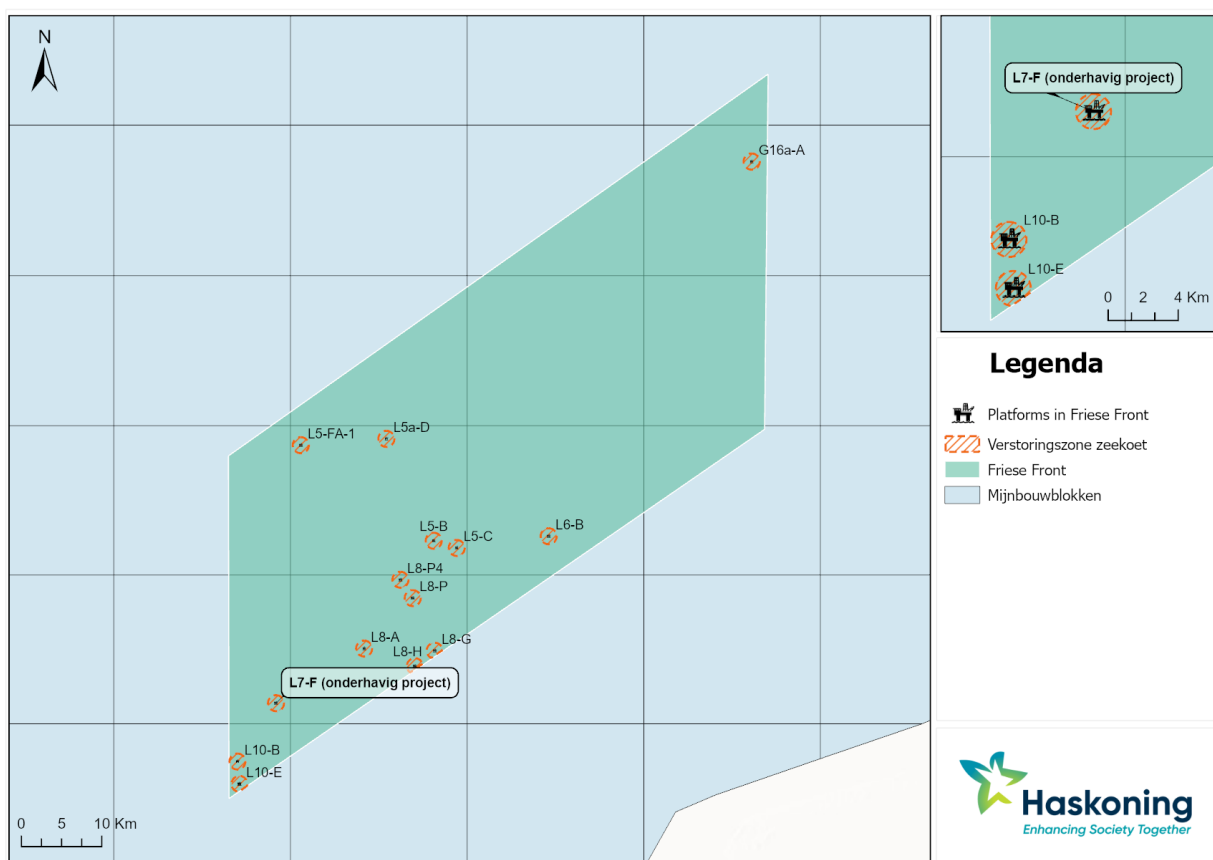 N
G16a-A
L5-FA-1
L5a-D
L5-B
L5-C
L6-B
L8-P4
L8-P
L8-A
L8-G
L8-H
L7-F (onderhavig project)
L10-B
L10-E
0 5 10 Km
L7-F (onderhavig project)
L10-B
L10-E
0 2 4 Km
Legenda
Platforms in Friese Front
Verstoringszone zeekoet
Friese Front
Mijnbouwblokken
Haskoning
Enhancing Society Together